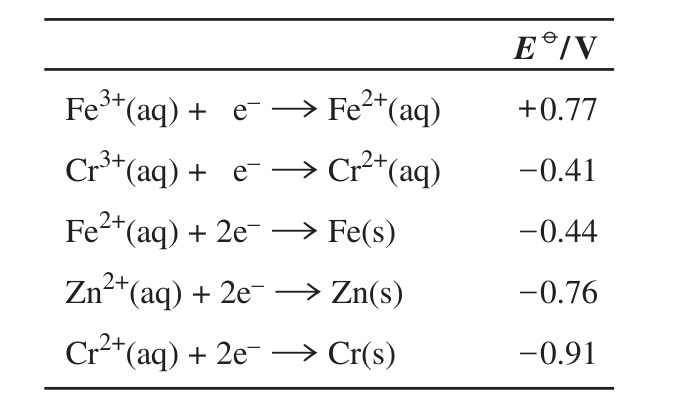 E⦵/V
Fe³⁺(aq) + e⁻ ⟶ Fe²⁺(aq) +0.77
Cr³⁺(aq) + e⁻ ⟶ Cr²⁺(aq) −0.41
Fe²⁺(aq) + 2e⁻ ⟶ Fe(s) −0.44
Zn²⁺(aq) + 2e⁻ ⟶ Zn(s) −0.76
Cr²⁺(aq) + 2e⁻ ⟶ Cr(s) −0.91